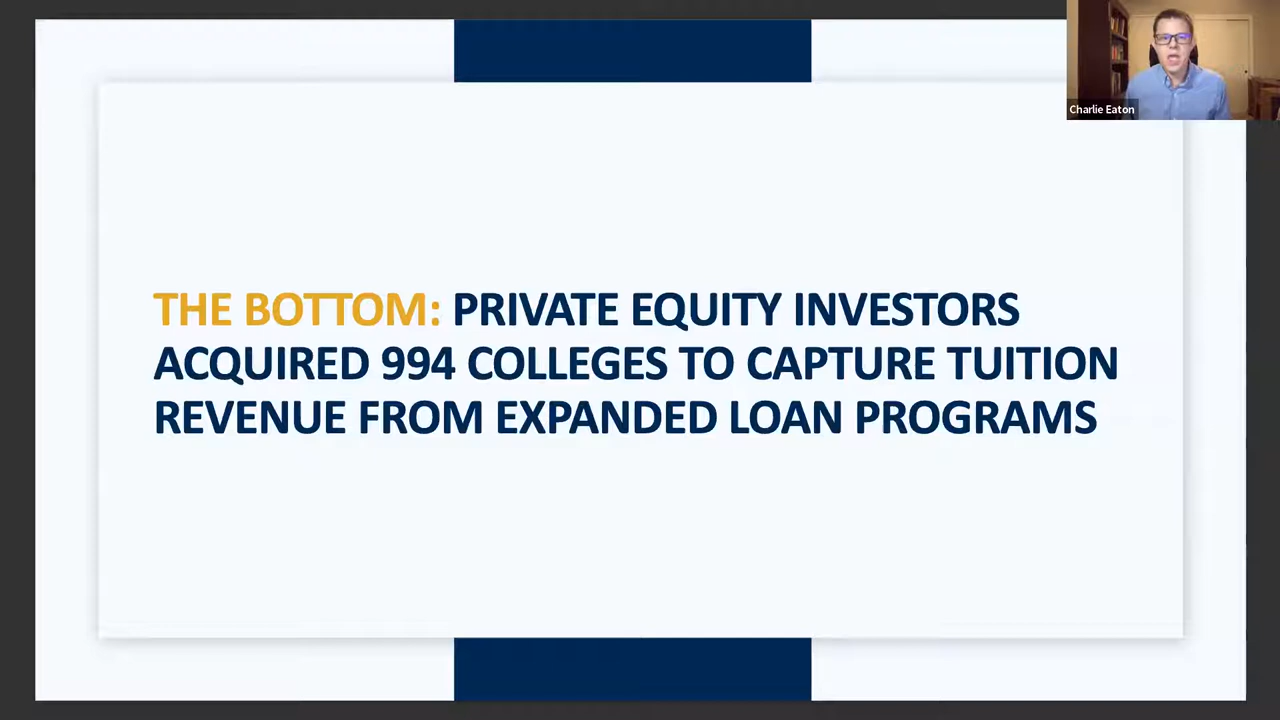 Charlie Eaton
THE BOTTOM: PRIVATE EQUITY INVESTORS
ACQUIRED 994 COLLEGES TO CAPTURE TUITION
REVENUE FROM EXPANDED LOAN PROGRAMS